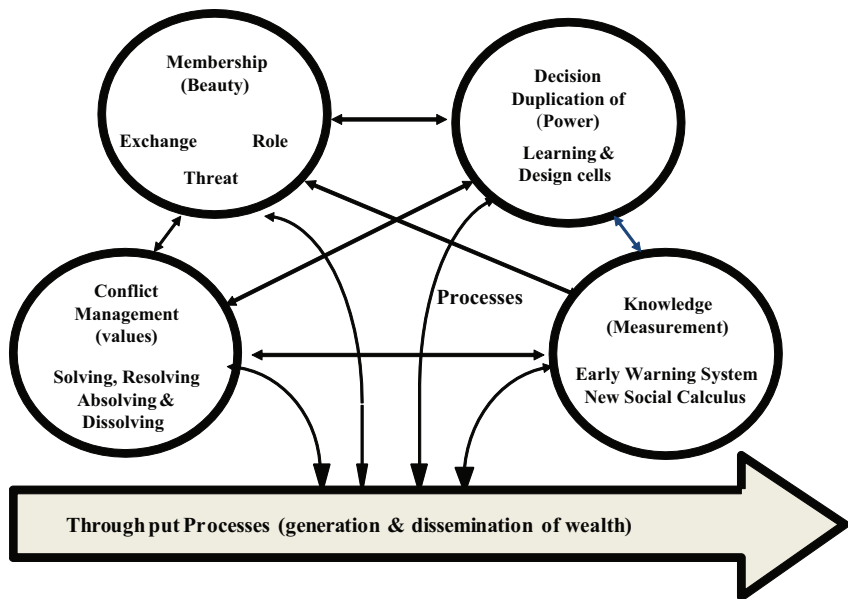 Membership
(Beauty)
Exchange Role
Threat
Decision
Duplication of
(Power)
Learning &
Design cells
Processes
Conflict
Management
(values)
Solving, Resolving
Absolving &
Dissolving
Knowledge
(Measurement)
Early Warning System
New Social Calculus
Through put Processes (generation & dissemination of wealth)